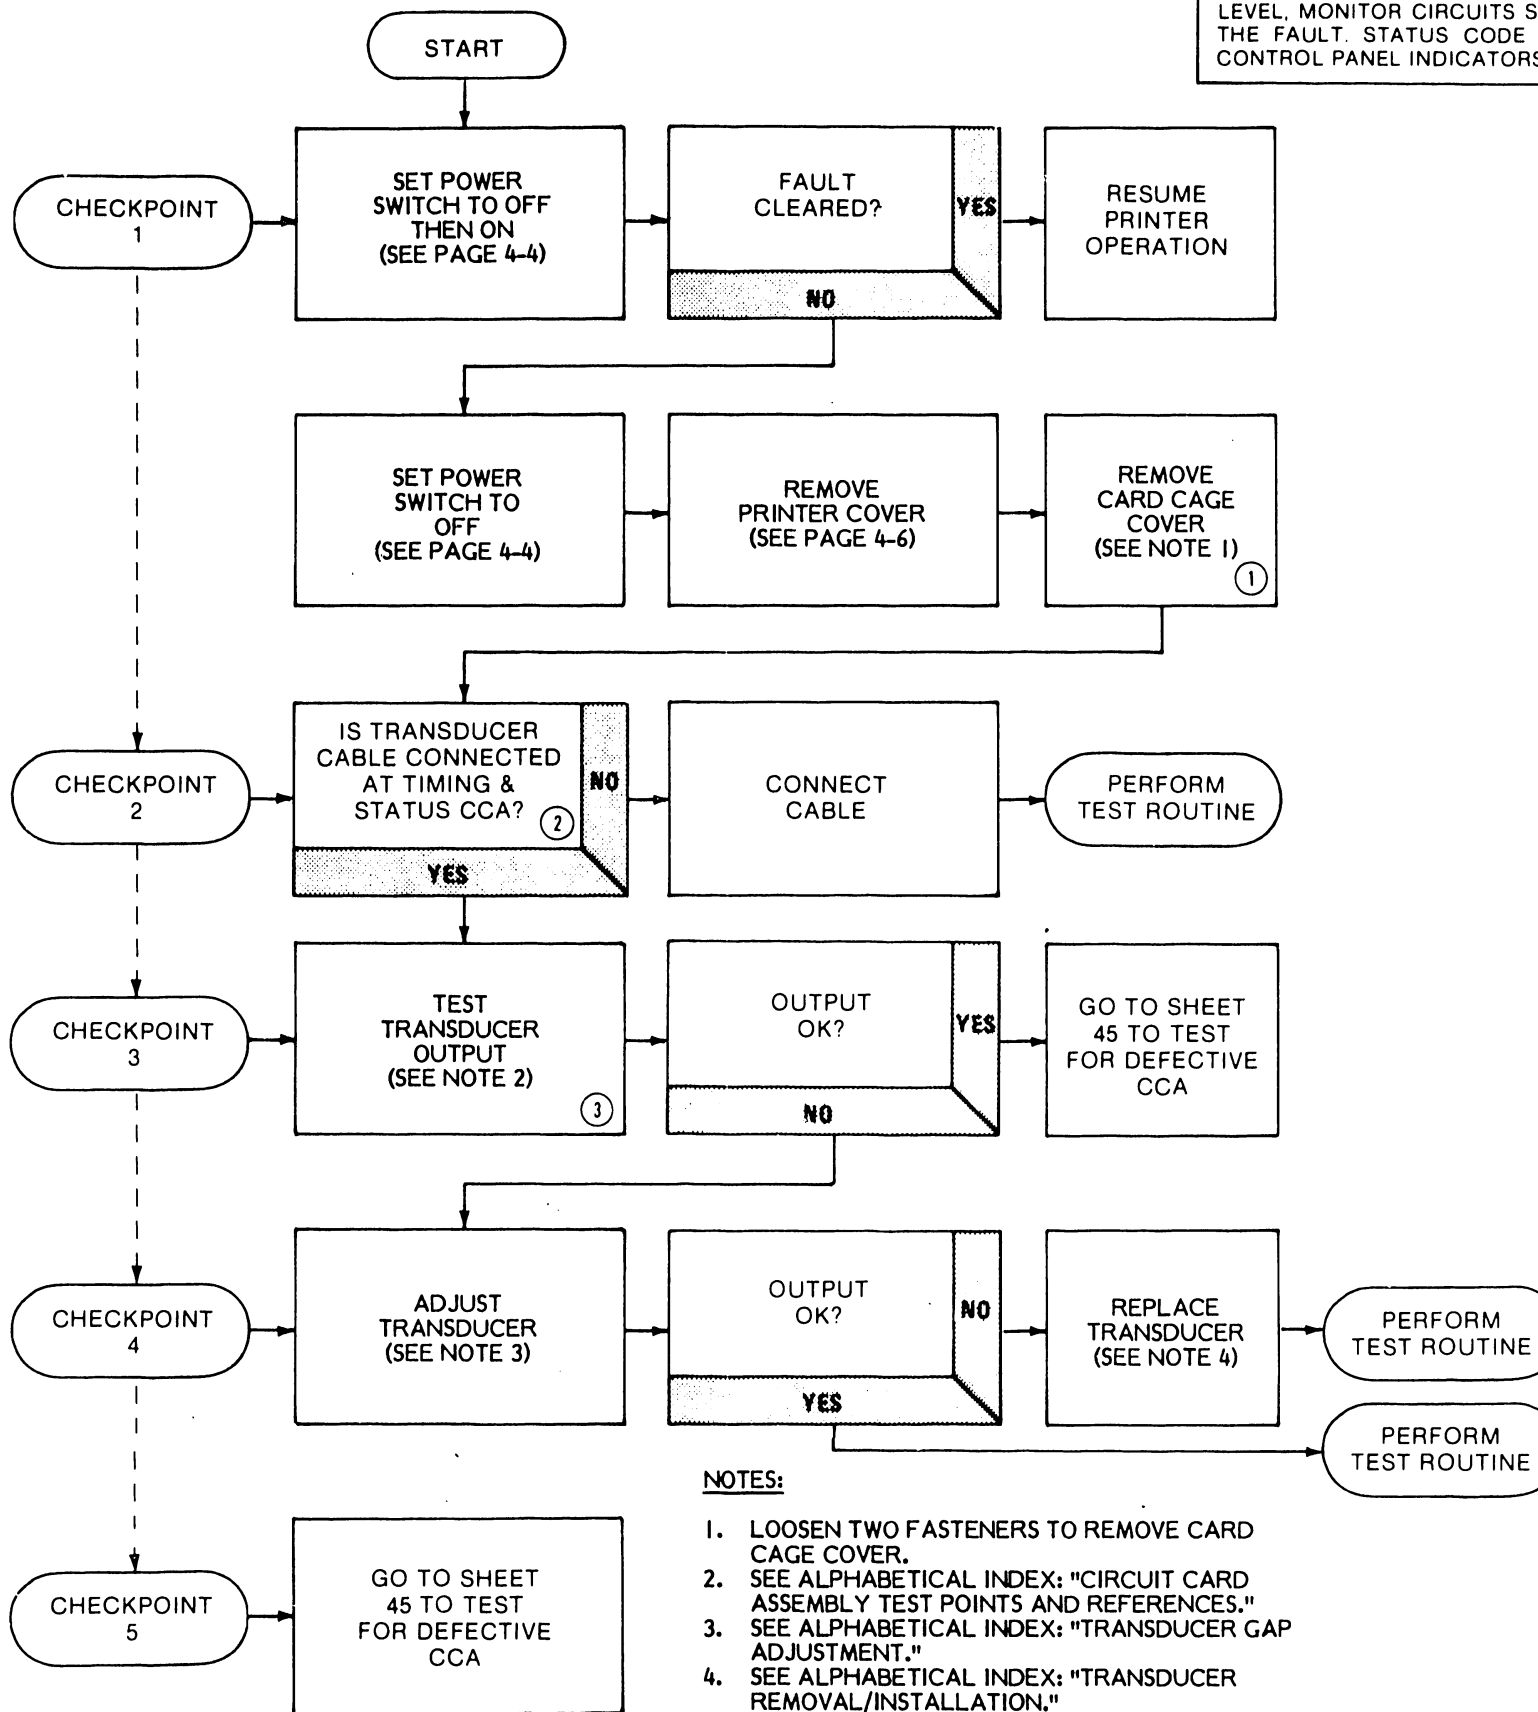 LEVEL, MONITOR CIRCUITS S
THE FAULT. STATUS CODE
CONTROL PANEL INDICATORS
START
CHECKPOINT
1
SET POWER
SWITCH TO OFF
THEN ON
(SEE PAGE 4-4)
FAULT
CLEARED?
YES
NO
RESUME
PRINTER
OPERATION
SET POWER
SWITCH TO
OFF
(SEE PAGE 4-4)
REMOVE
PRINTER COVER
(SEE PAGE 4-6)
REMOVE
CARD CAGE
COVER
(SEE NOTE 1)
1
CHECKPOINT
2
IS TRANSDUCER
CABLE CONNECTED
AT TIMING &
STATUS CCA?
2
NO
YES
CONNECT
CABLE
PERFORM
TEST ROUTINE
CHECKPOINT
3
TEST
TRANSDUCER
OUTPUT
(SEE NOTE 2)
3
OUTPUT
OK?
YES
NO
GO TO SHEET
45 TO TEST
FOR DEFECTIVE
CCA
CHECKPOINT
4
ADJUST
TRANSDUCER
(SEE NOTE 3)
OUTPUT
OK?
NO
YES
REPLACE
TRANSDUCER
(SEE NOTE 4)
PERFORM
TEST ROUTINE
PERFORM
TEST ROUTINE
CHECKPOINT
5
GO TO SHEET
45 TO TEST
FOR DEFECTIVE
CCA
NOTES:
1. LOOSEN TWO FASTENERS TO REMOVE CARD
CAGE COVER.
2. SEE ALPHABETICAL INDEX: "CIRCUIT CARD
ASSEMBLY TEST POINTS AND REFERENCES."
3. SEE ALPHABETICAL INDEX: "TRANSDUCER GAP
ADJUSTMENT."
4. SEE ALPHABETICAL INDEX: "TRANSDUCER
REMOVAL/INSTALLATION."